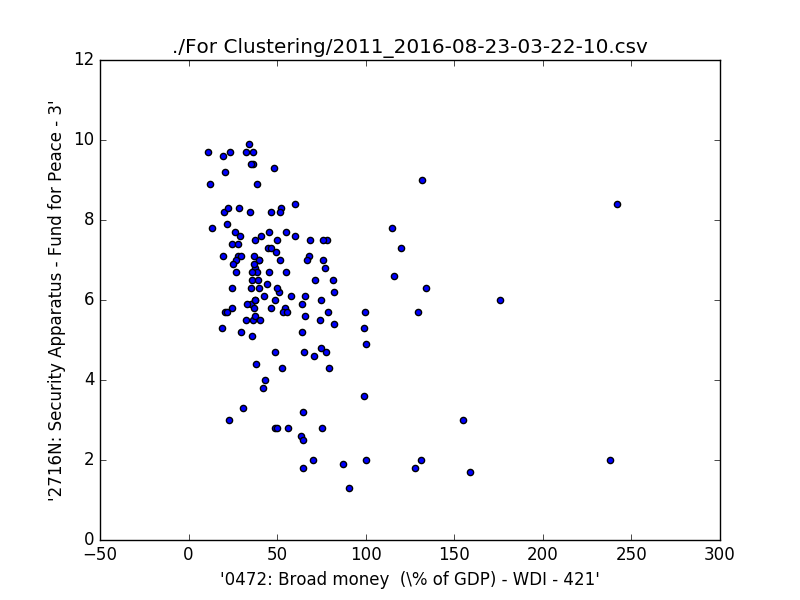 ./For Clustering/2011_2016-08-23-03-22-10.csv
12
10
8
6
4
2
0
'2716N: Security Apparatus - Fund for Peace - 3'
−50 0 50 100 150 200 250 300
'0472: Broad money  (\% of GDP) - WDI - 421'